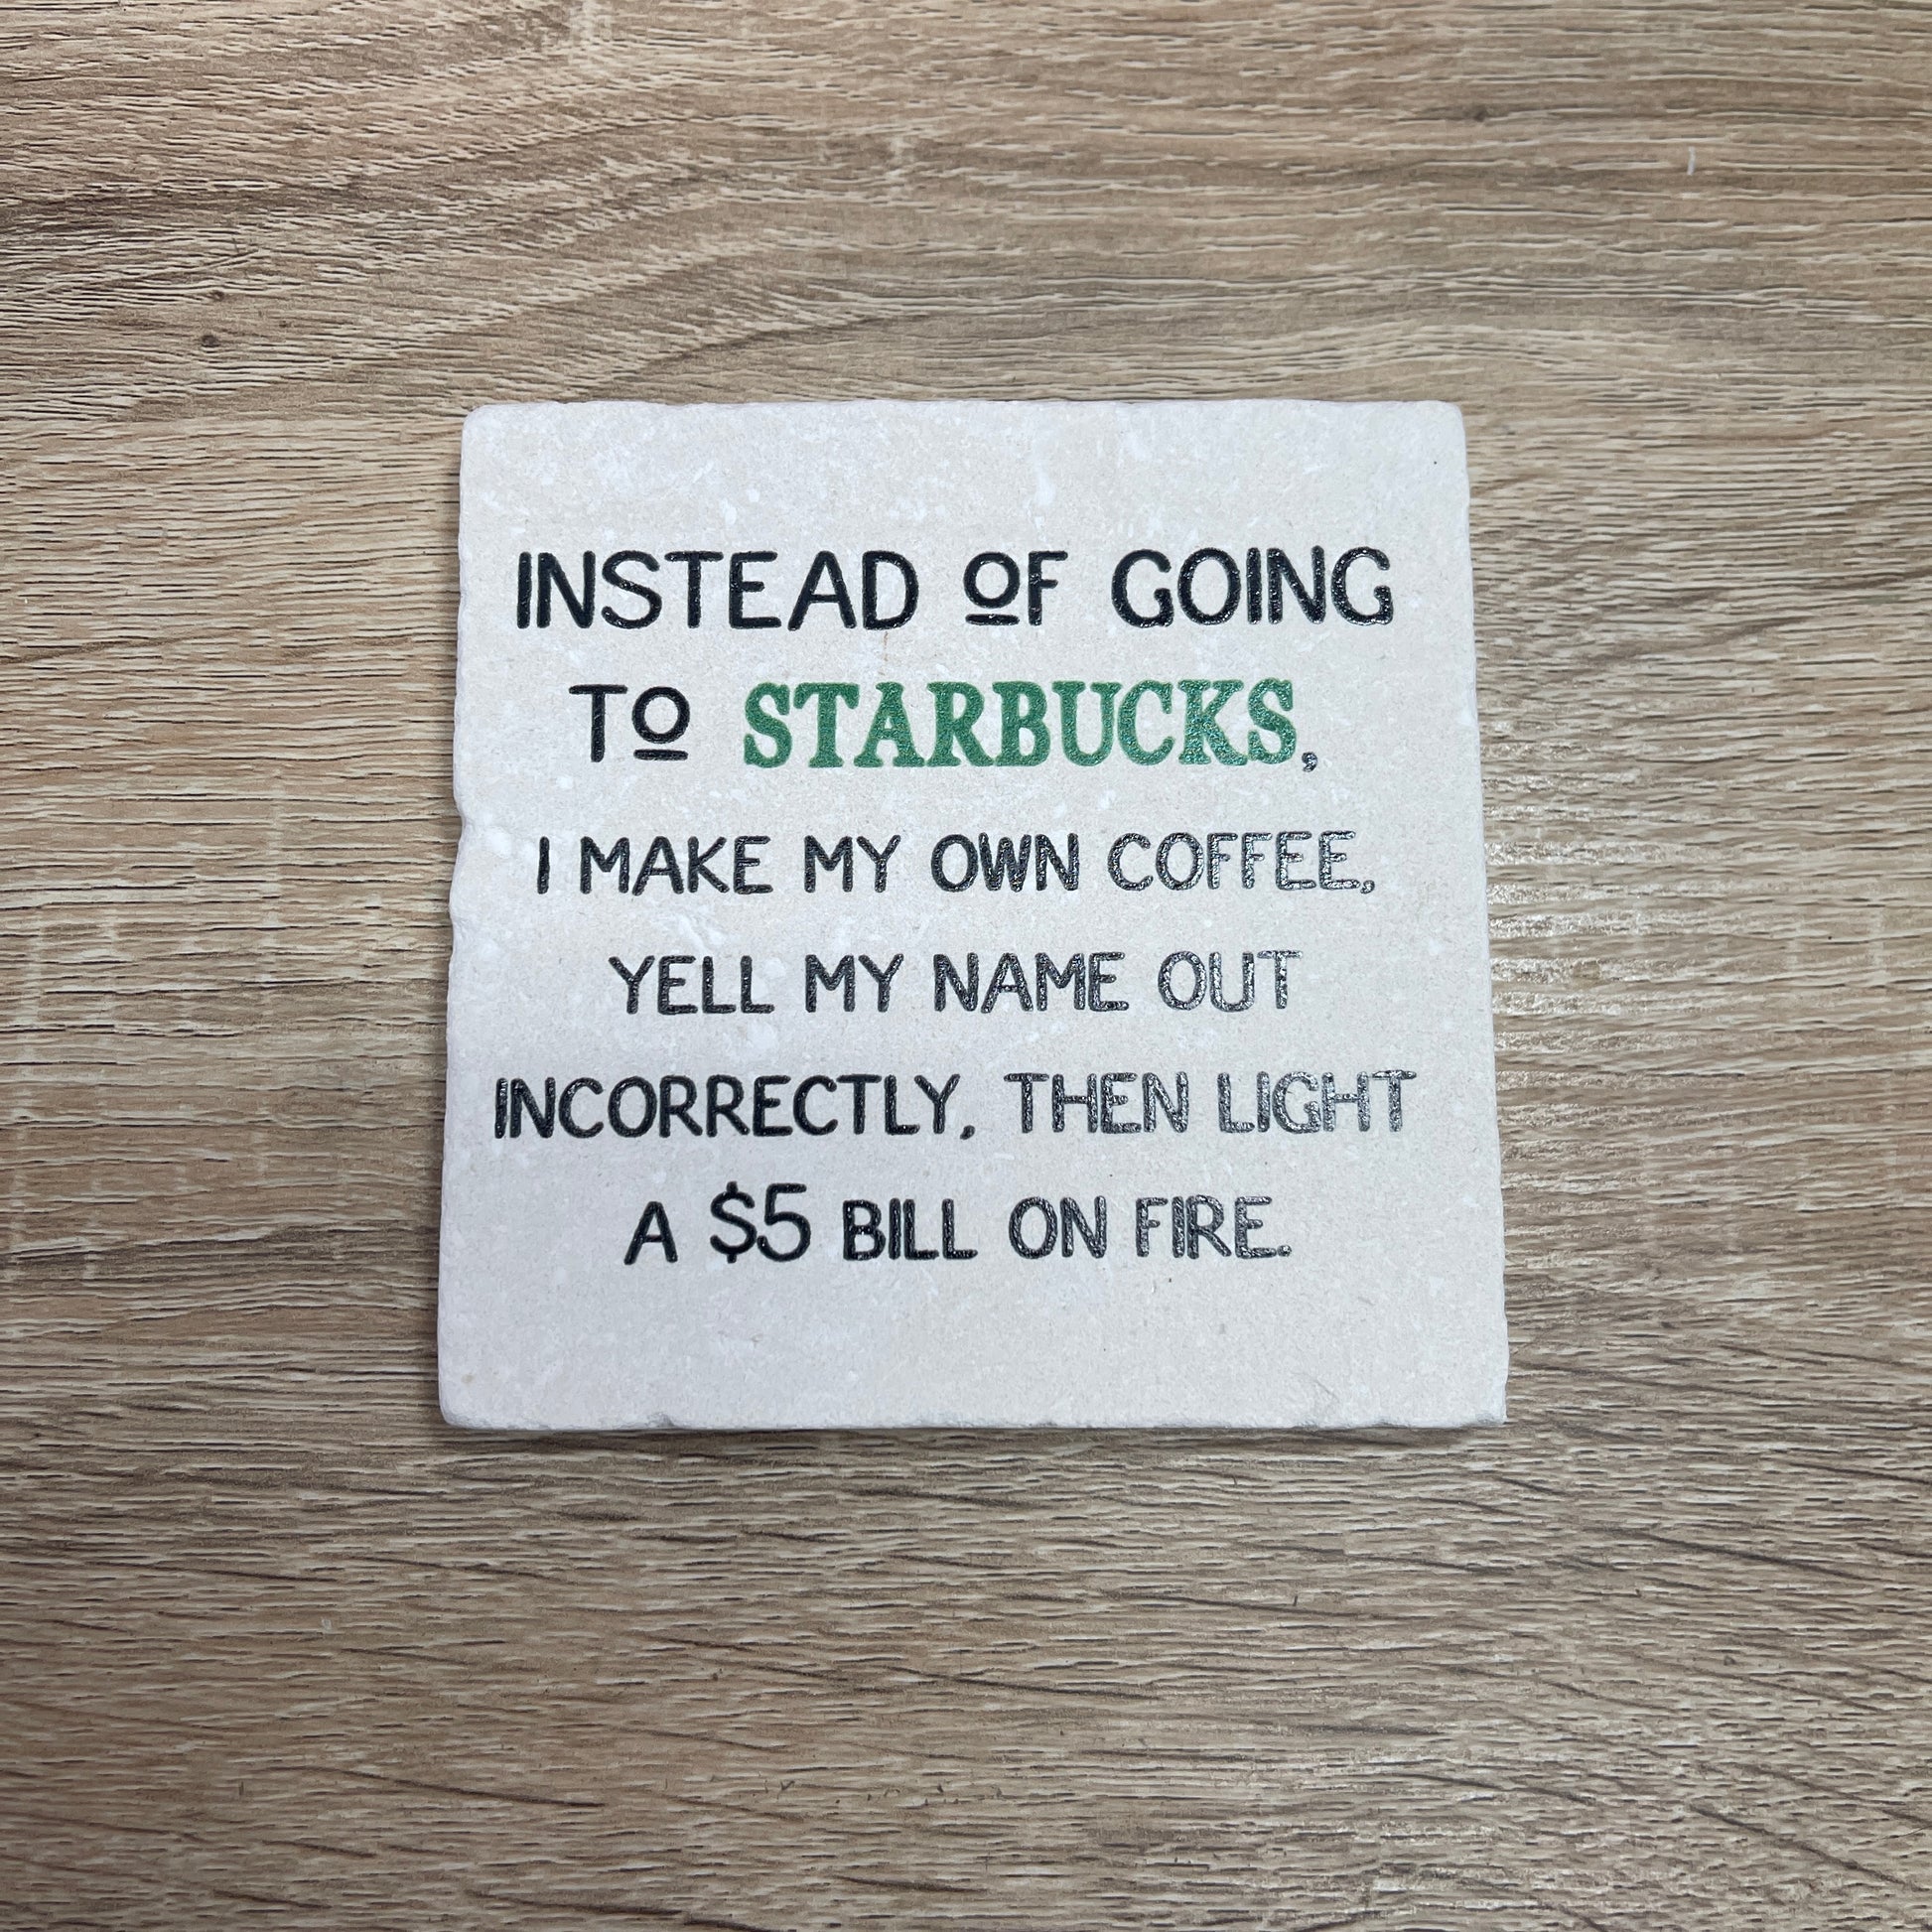 INSTEAD OF GOING
TO STARBUCKS,
I MAKE MY OWN COFFEE,
YELL MY NAME OUT
INCORRECTLY, THEN LIGHT
A $5 BILL ON FIRE.